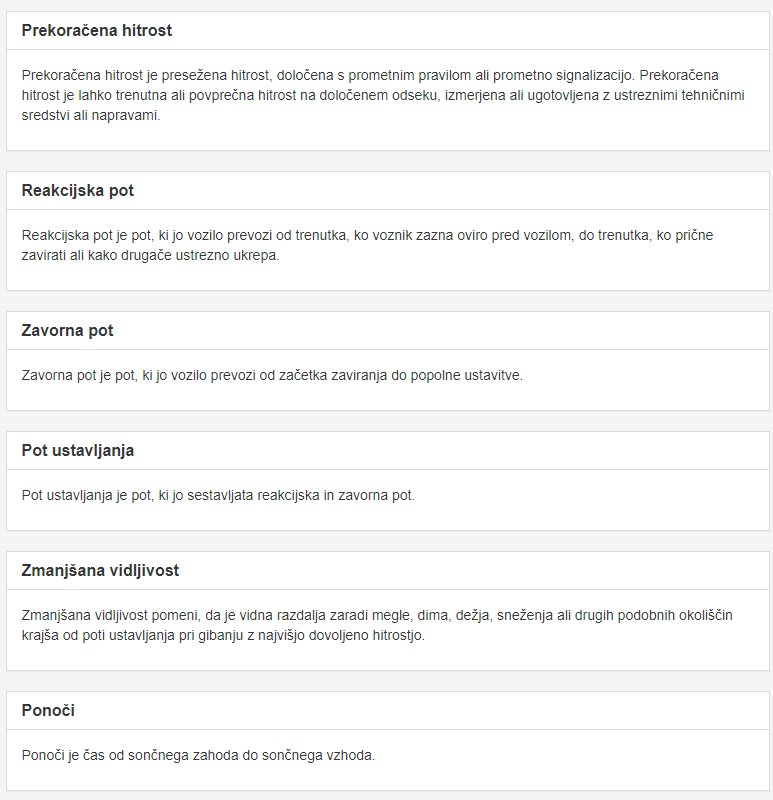 Prekoračena hitrost
Prekoračena hitrost je presežena hitrost, določena s prometnim pravilom ali prometno signalizacijo. Prekoračena
hitrost je lahko trenutna ali povprečna hitrost na določenem odseku, izmerjena ali ugotovljena z ustreznimi tehničnimi
sredstvi ali napravami.
Reakcijska pot
Reakcijska pot je pot, ki jo vozilo prevozi od trenutka, ko voznik zazna oviro pred vozilom, do trenutka, ko prične
zavirati ali kako drugače ustrezno ukrepa.
Zavorna pot
Zavorna pot je pot, ki jo vozilo prevozi od začetka zaviranja do popolne ustavitve.
Pot ustavljanja
Pot ustavljanja je pot, ki jo sestavljata reakcijska in zavorna pot.
Zmanjšana vidljivost
Zmanjšana vidljivost pomeni, da je vidna razdalja zaradi megle, dima, dežja, sneženja ali drugih podobnih okoliščin
krajša od poti ustavljanja pri gibanju z najvišjo dovoljeno hitrostjo.
Ponoči
Ponoči je čas od sončnega zahoda do sončnega vzhoda.